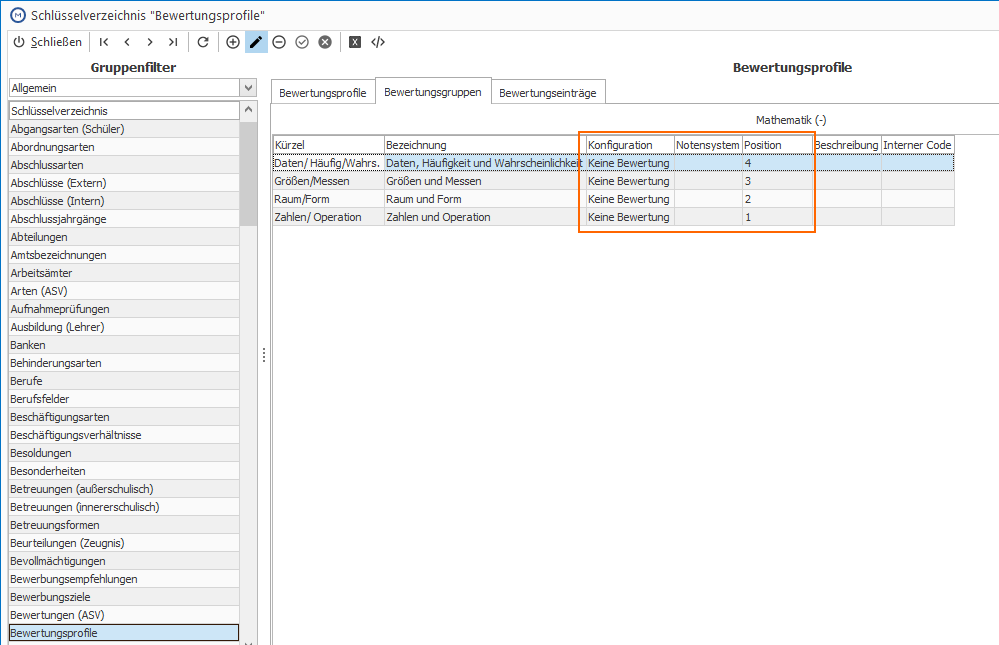 Schlüsselverzeichnis "Bewertungsprofile"
Schließen
Gruppenfilter
Allgemein
Schlüsselverzeichnis
Abgangsarten (Schüler)
Abordnungsarten
Abschlussarten
Abschlüsse (Extern)
Abschlüsse (Intern)
Abschlussjahrgänge
Abteilungen
Amtsbezeichnungen
Arbeitsämter
Arten (ASV)
Aufnahmeprüfungen
Ausbildung (Lehrer)
Banken
Behinderungsarten
Berufe
Berufsfelder
Beschäftigungsarten
Beschäftigungsverhältnisse
Besoldungen
Besonderheiten
Betreuungen (außerschulisch)
Betreuungen (innererschulisch)
Betreuungsformen
Beurteilungen (Zeugnis)
Bevollmächtigungen
Bewerbungsempfehlungen
Bewerbungsziele
Bewertungen (ASV)
Bewertungsprofile
Bewertungsprofile
Bewertungsprofile Bewertungsgruppen Bewertungseinträge
Mathematik (-)
Kürzel Bezeichnung Konfiguration Notensystem Position Beschreibung Interner Code
Daten/ Häufig/Wahrs. Daten, Häufigkeit und Wahrscheinlichkeit Keine Bewertung 4
Größen/Messen Größen und Messen Keine Bewertung 3
Raum/Form Raum und Form Keine Bewertung 2
Zahlen/ Operation Zahlen und Operation Keine Bewertung 1